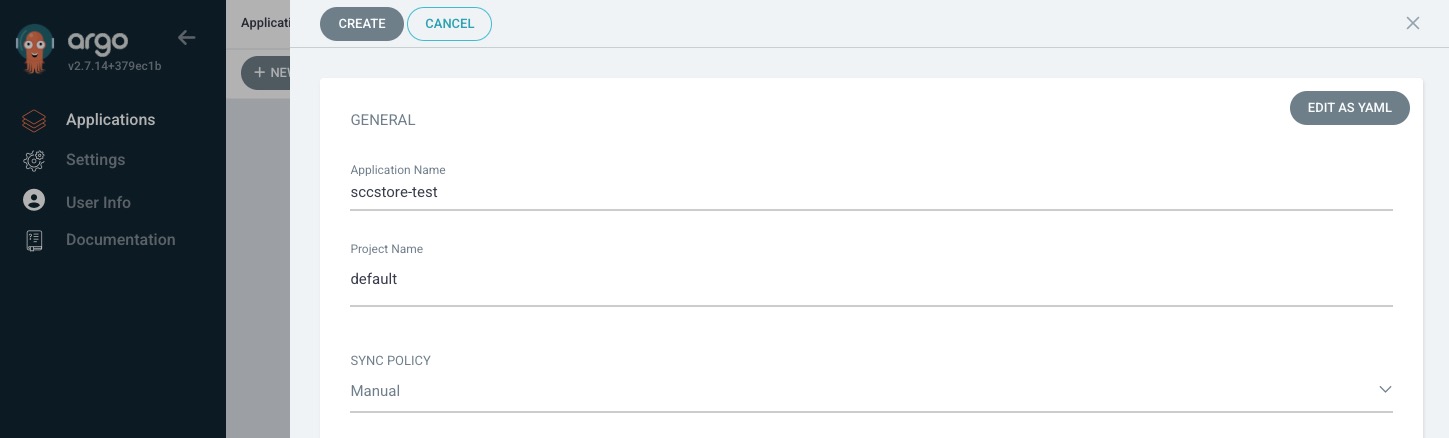 argo
v2.7.14+379ec1b
Applications
Settings
User Info
Documentation
Applicati
+ NEW
CREATE
CANCEL
GENERAL
EDIT AS YAML
Application Name
sccstore-test
Project Name
default
SYNC POLICY
Manual